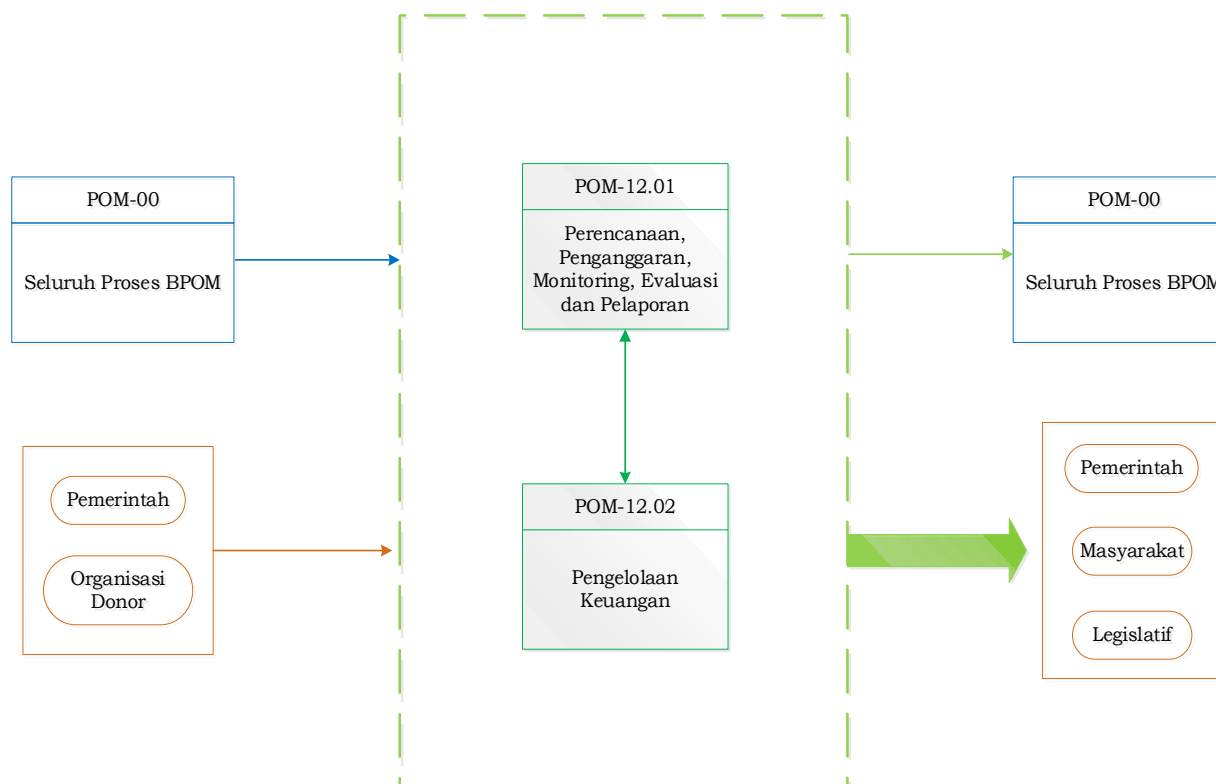 POM-00
Seluruh Proses BPOM
Pemerintah
Organisasi
Donor
POM-12.01
Perencanaan,
Penganggaran,
Monitoring, Evaluasi
dan Pelaporan
POM-12.02
Pengelolaan
Keuangan
POM-00
Seluruh Proses BPOM
Pemerintah
Masyarakat
Legislatif